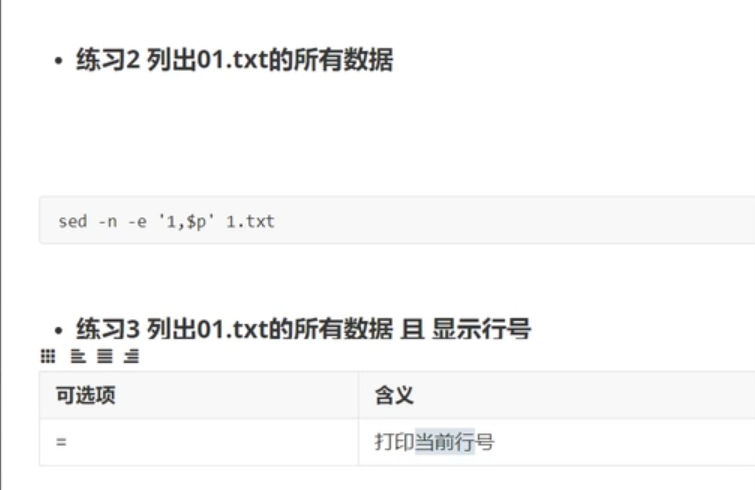 练习2 列出01.txt的所有数据
sed -n -e '1,$p' 1.txt
练习3 列出01.txt的所有数据 且 显示行号
可选项 含义
= 打印当前行号